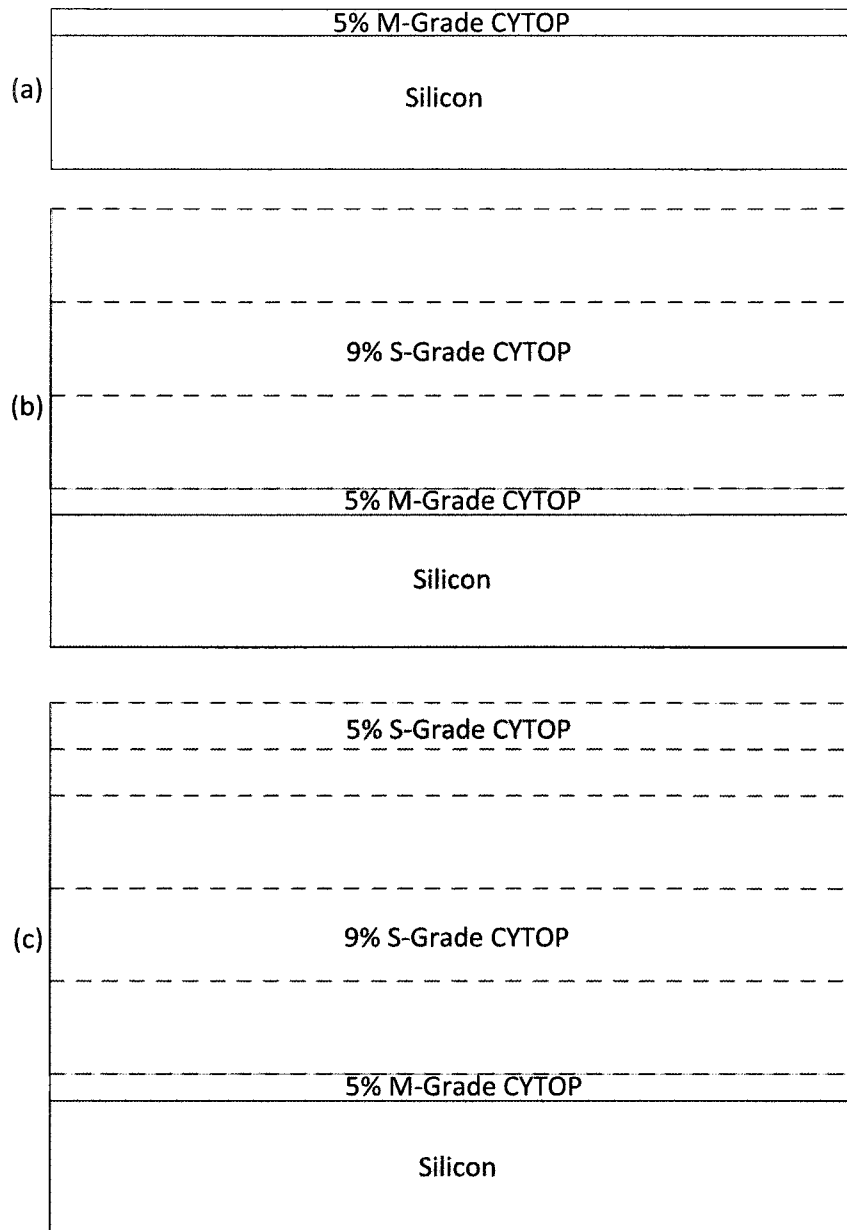 5% M-Grade CYTOP
(a)
Silicon
9% S-Grade CYTOP
(b)
5% M-Grade CYTOP
Silicon
5% S-Grade CYTOP
(c)
9% S-Grade CYTOP
5% M-Grade CYTOP
Silicon